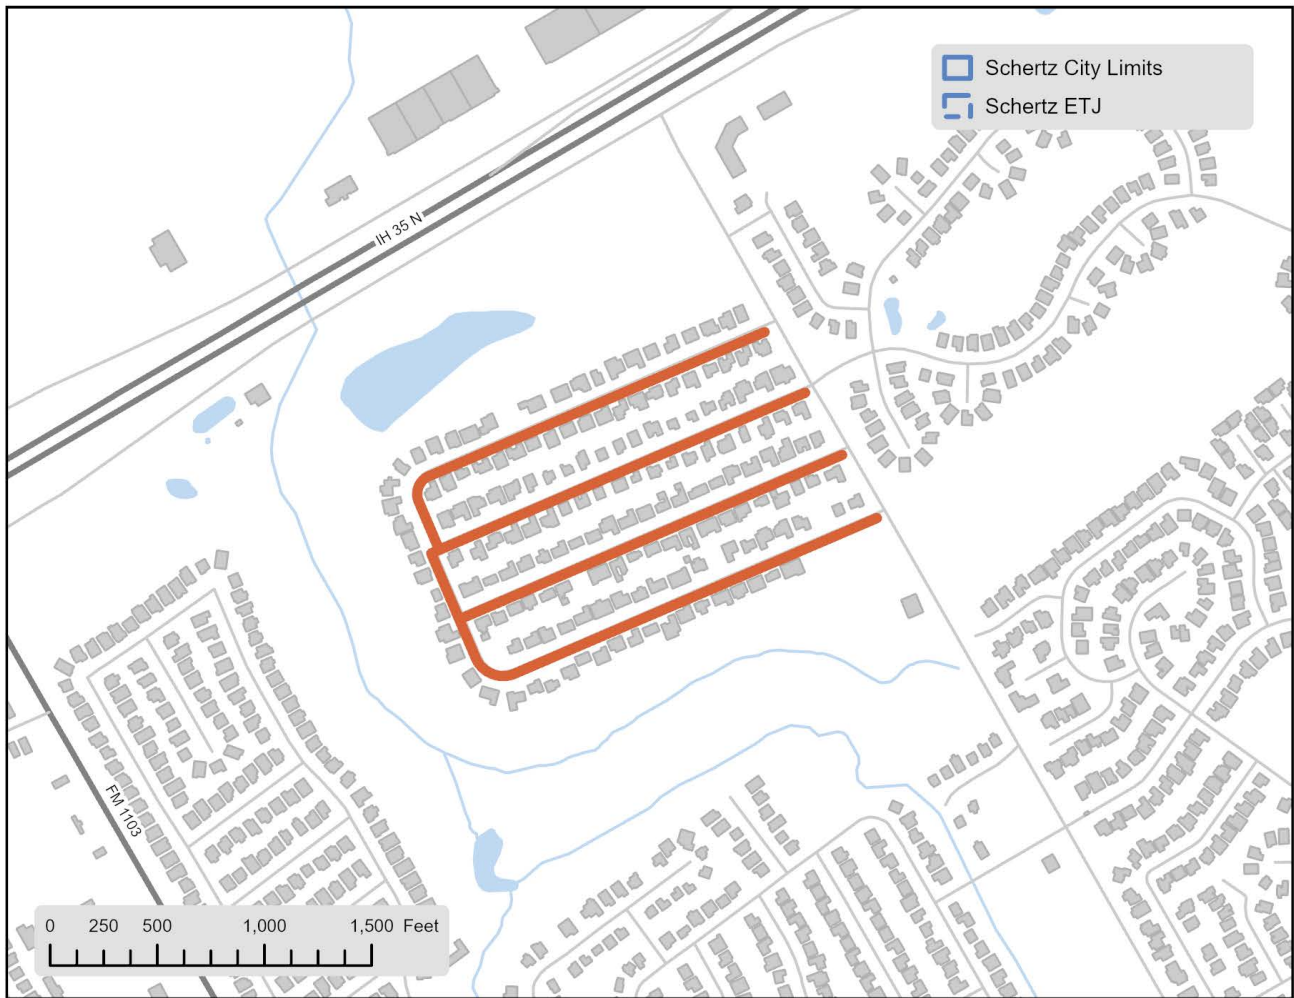 Schertz City Limits
Schertz ETJ
IH 35 N
FM 1103
0 250 500 1,000 1,500 Feet